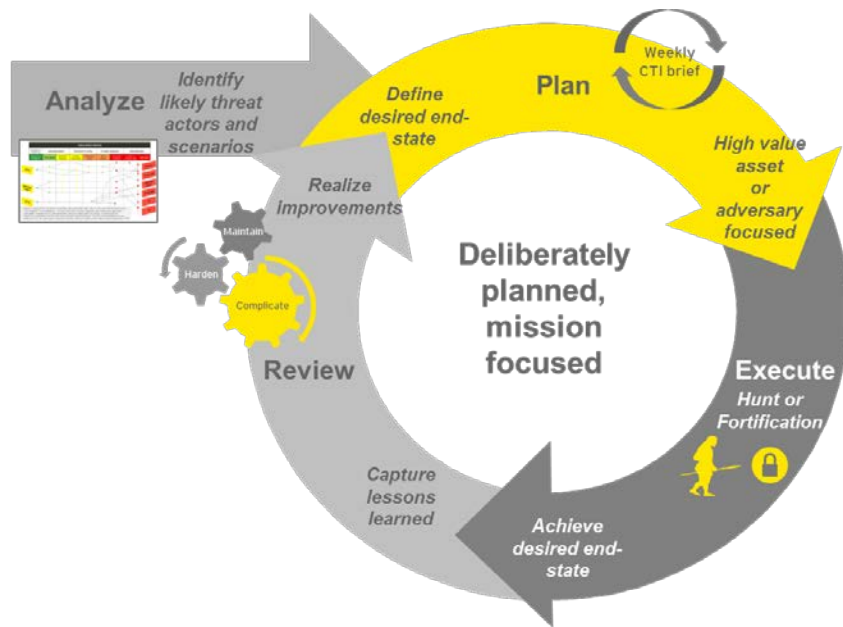 Analyze
Identify
likely threat
actors and
scenarios
Define
desired end-
state
Plan
Weekly
CTI brief
High value
asset
or
adversary
focused
Deliberately
planned,
mission
focused
Execute
Hunt or
Fortification
Achieve
desired end-
state
Capture
lessons
learned
Review
Realize
improvements
Maintain
Harden
Complicate